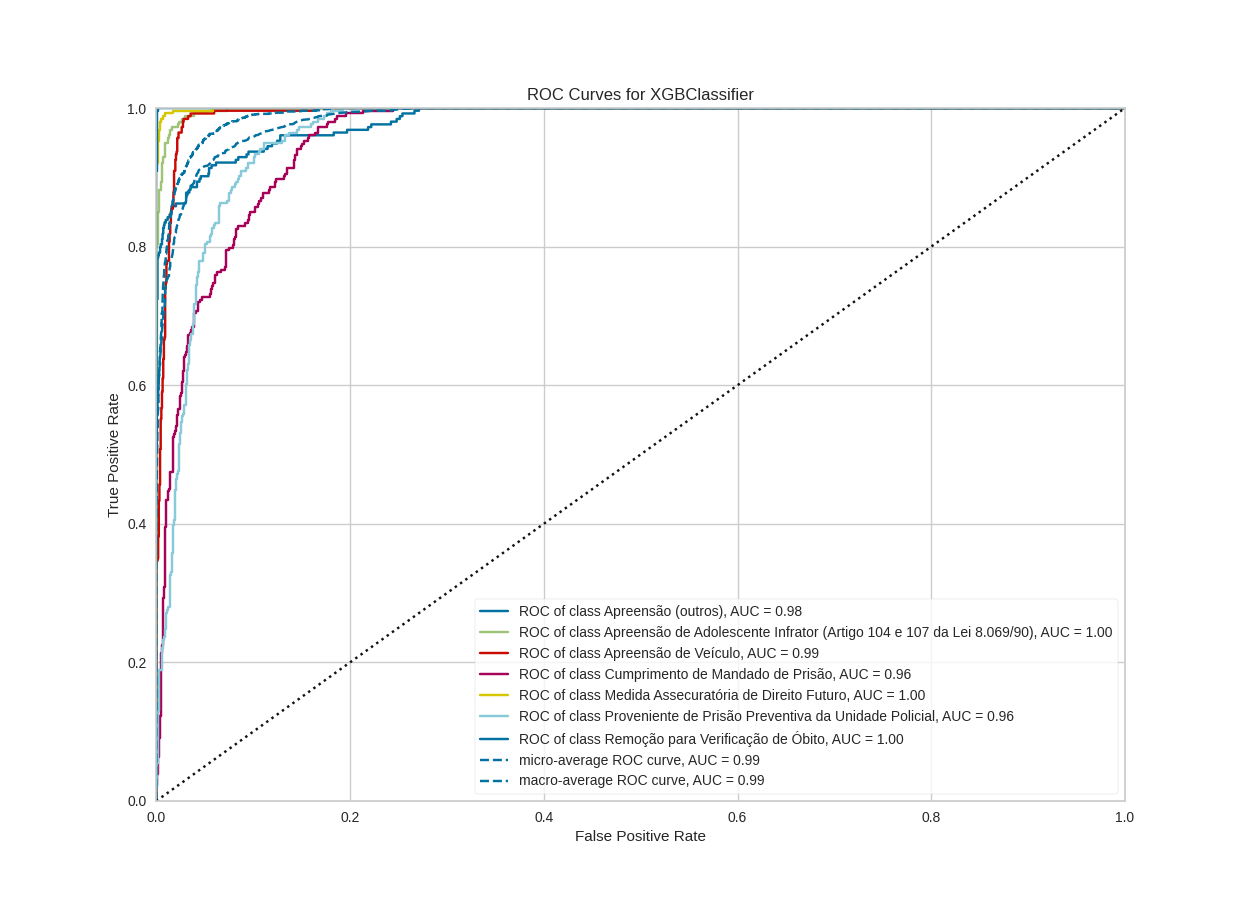 ROC Curves for XGBClassifier
1.0
0.8
0.6
0.4
0.2
0.0
True Positive Rate
ROC of class Apreensão (outros), AUC = 0.98
ROC of class Apreensão de Adolescente Infrator (Artigo 104 e 107 da Lei 8.069/90), AUC = 1.00
ROC of class Apreensão de Veículo, AUC = 0.99
ROC of class Cumprimento de Mandado de Prisão, AUC = 0.96
ROC of class Medida Assecuratória de Direito Futuro, AUC = 1.00
ROC of class Proveniente de Prisão Preventiva da Unidade Policial, AUC = 0.96
ROC of class Remoção para Verificação de Óbito, AUC = 1.00
micro-average ROC curve, AUC = 0.99
macro-average ROC curve, AUC = 0.99
0.0 0.2 0.4 0.6 0.8 1.0
False Positive Rate